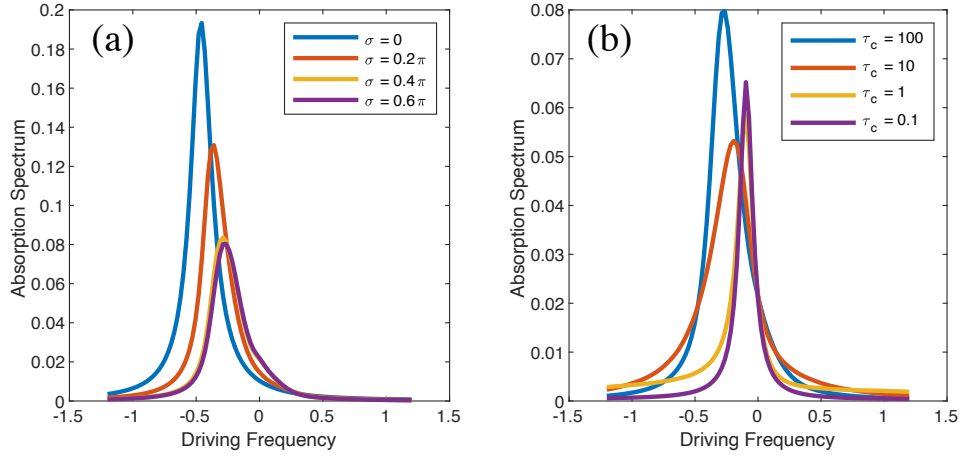 (a)
σ = 0
σ = 0.2π
σ = 0.4π
σ = 0.6π
0.2
0.18
0.16
0.14
0.12
0.1
0.08
0.06
0.04
0.02
0
Absorption Spectrum
-1.5 -1 -0.5 0 0.5 1 1.5
Driving Frequency
(b)
τc = 100
τc = 10
τc = 1
τc = 0.1
0.08
0.07
0.06
0.05
0.04
0.03
0.02
0.01
0
Absorption Spectrum
-1.5 -1 -0.5 0 0.5 1 1.5
Driving Frequency